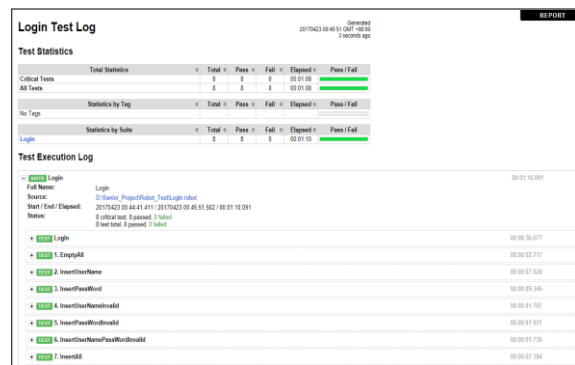 REPORT
Login Test Log
Generated
20170423 00:45:51 GMT +08:00
3 seconds ago
Test Statistics
Total Statistics Total Pass Fail Elapsed Pass / Fail
Critical Tests 8 8 0 00:01:08
All Tests 8 8 0 00:01:08
Statistics by Tag Total Pass Fail Elapsed Pass / Fail
No Tags
Statistics by Suite Total Pass Fail Elapsed Pass / Fail
Login 8 8 0 00:01:10
Test Execution Log
- SUITE Login 00:01:10.091
Full Name: Login
Source: D:\Senior_Project\Robot_Test\Login.robot
Start / End / Elapsed: 20170423 00:44:41.411 / 20170423 00:45:51.502 / 00:01:10.091
Status: 8 critical test, 8 passed, 0 failed
8 test total, 8 passed, 0 failed
+ TEST Login 00:00:36.677
+ TEST 1. EmptyAll 00:00:02.717
+ TEST 2. InsertUserName 00:00:07.028
+ TEST 3. InsertPassWord 00:00:09.345
+ TEST 4. InsertUserNameInvalid 00:00:01.787
+ TEST 5. InsertPassWordInvalid 00:00:01.931
+ TEST 6. InsertUserNamePassWordInvalid 00:00:01.735
+ TEST 7. InsertAll 00:00:07.184